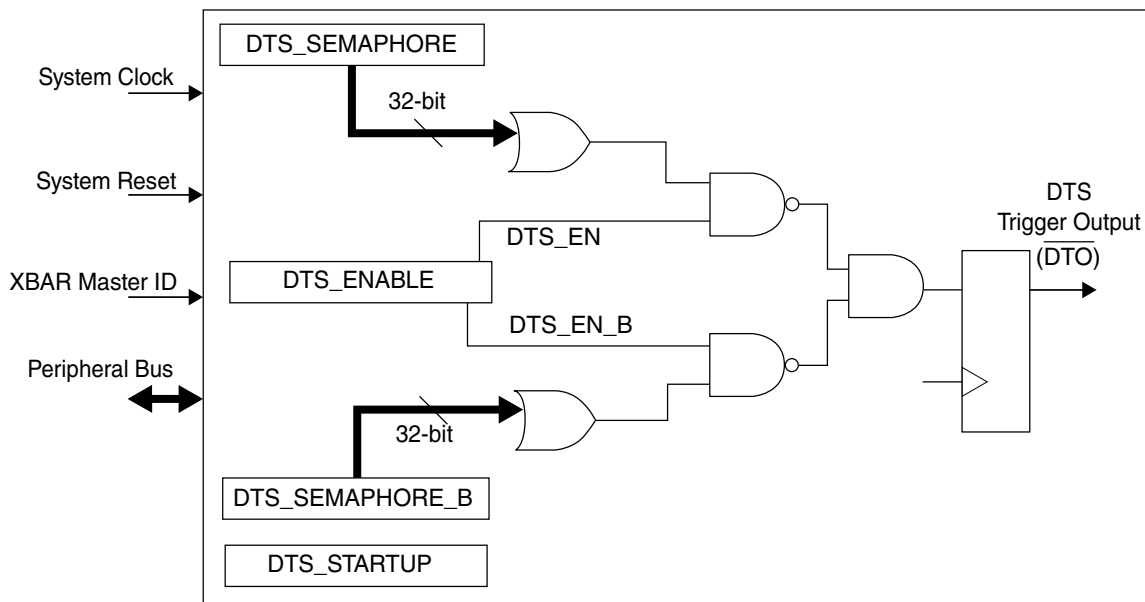 DTS_SEMAPHORE
System Clock
32-bit
System Reset
DTS
Trigger Output
(DTO)
DTS_EN
XBAR Master ID
DTS_ENABLE
DTS_EN_B
Peripheral Bus
32-bit
DTS_SEMAPHORE_B
DTS_STARTUP